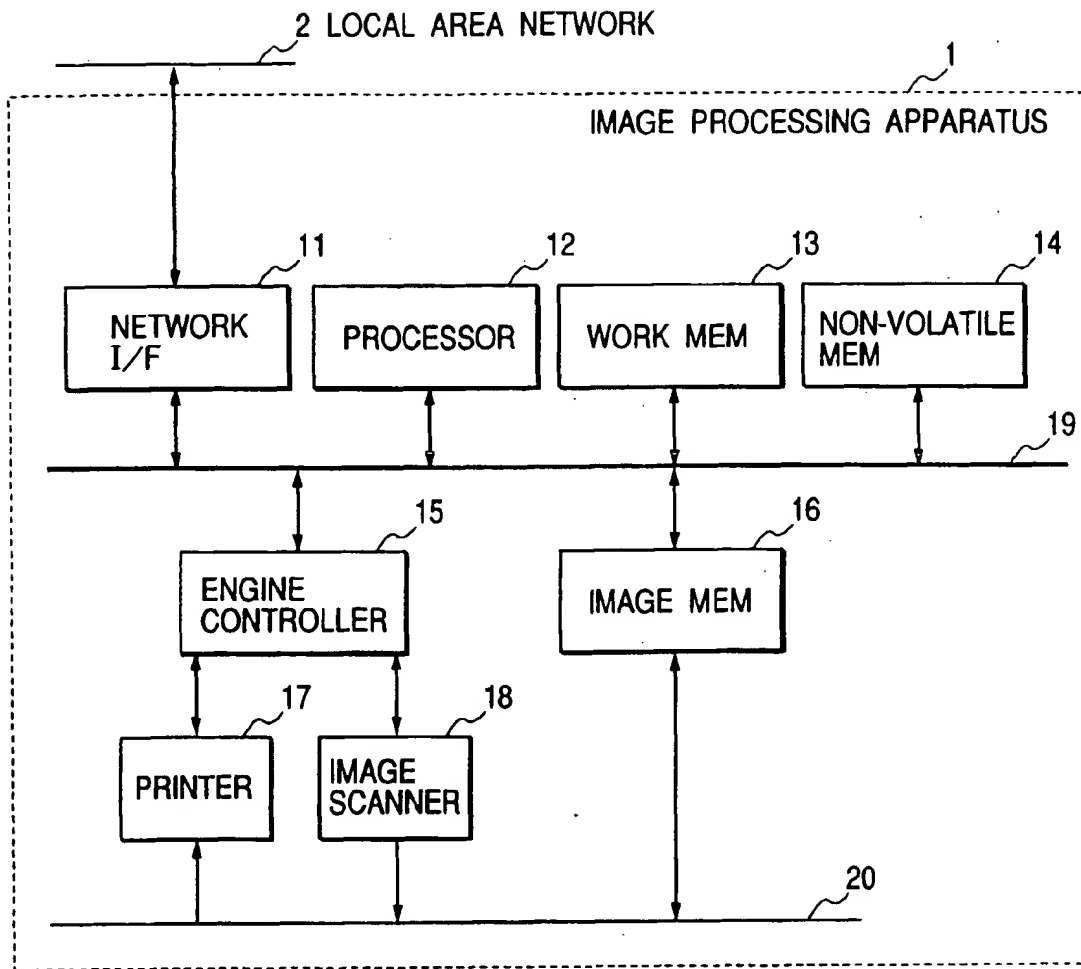 2 LOCAL AREA NETWORK
1
IMAGE PROCESSING APPARATUS
11
12
13
14
NETWORK
I/F
PROCESSOR
WORK MEM
NON-VOLATILE
MEM
19
15
16
ENGINE
CONTROLLER
IMAGE MEM
17
18
PRINTER
IMAGE
SCANNER
20